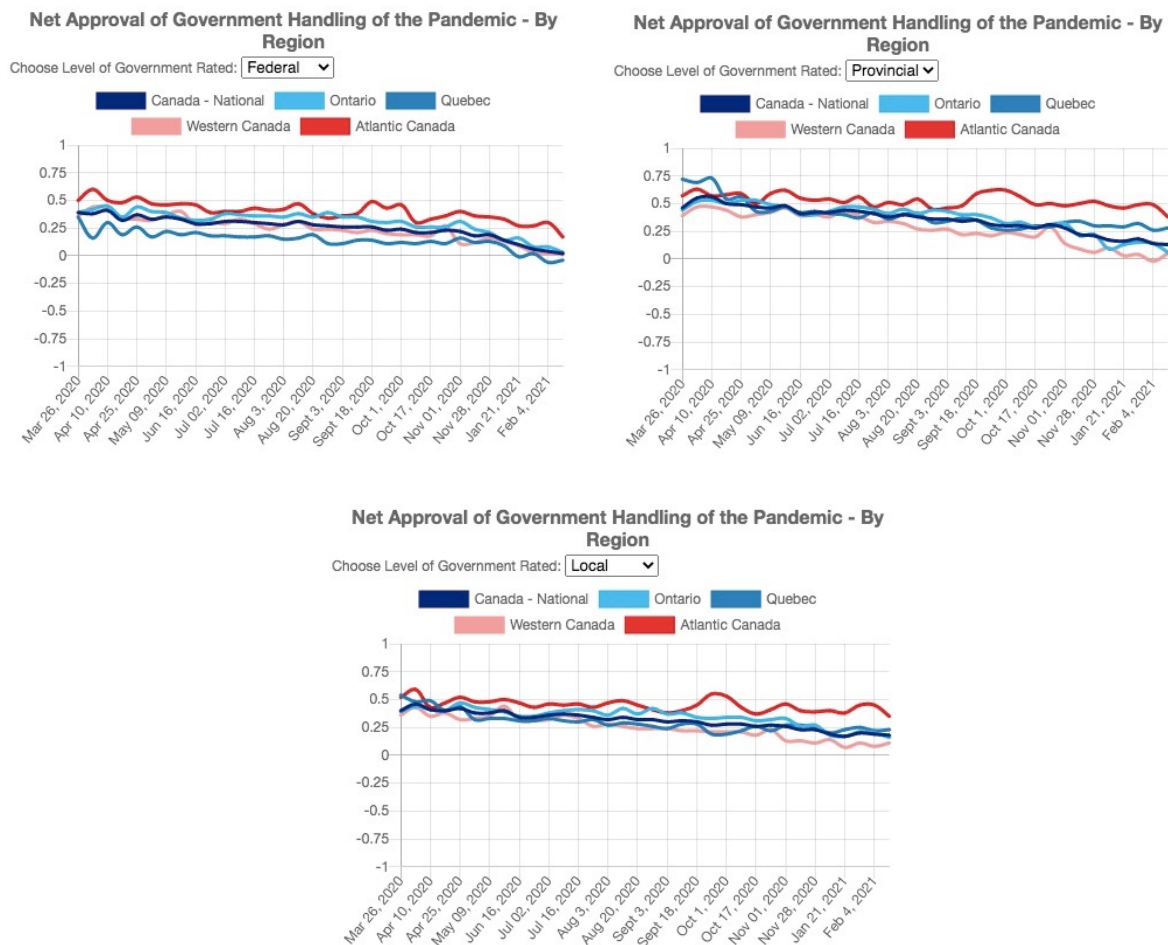 Net Approval of Government Handling of the Pandemic - By
Region
Choose Level of Government Rated: Federal
Canada - National Ontario Quebec
Western Canada Atlantic Canada
1
0.75
0.5
0.25
0
-0.25
-0.5
-0.75
-1
Mar 26, 2020
Apr 10, 2020
Apr 25, 2020
May 09, 2020
Jun 16, 2020
Jul 02, 2020
Jul 16, 2020
Aug 3, 2020
Aug 20, 2020
Sept 3, 2020
Sept 18, 2020
Oct 1, 2020
Oct 17, 2020
Nov 01, 2020
Nov 28, 2020
Jan 21, 2021
Feb 4, 2021
Net Approval of Government Handling of the Pandemic - By
Region
Choose Level of Government Rated: Provincial
Canada - National Ontario Quebec
Western Canada Atlantic Canada
1
0.75
0.5
0.25
0
-0.25
-0.5
-0.75
-1
Mar 26, 2020
Apr 10, 2020
Apr 25, 2020
May 09, 2020
Jun 16, 2020
Jul 02, 2020
Jul 16, 2020
Aug 3, 2020
Aug 20, 2020
Sept 3, 2020
Sept 18, 2020
Oct 1, 2020
Oct 17, 2020
Nov 01, 2020
Nov 28, 2020
Jan 21, 2021
Feb 4, 2021
Net Approval of Government Handling of the Pandemic - By
Region
Choose Level of Government Rated: Local
Canada - National Ontario Quebec
Western Canada Atlantic Canada
1
0.75
0.5
0.25
0
-0.25
-0.5
-0.75
-1
Mar 26, 2020
Apr 10, 2020
Apr 25, 2020
May 09, 2020
Jun 16, 2020
Jul 02, 2020
Jul 16, 2020
Aug 3, 2020
Aug 20, 2020
Sept 3, 2020
Sept 18, 2020
Oct 1, 2020
Oct 17, 2020
Nov 01, 2020
Nov 28, 2020
Jan 21, 2021
Feb 4, 2021